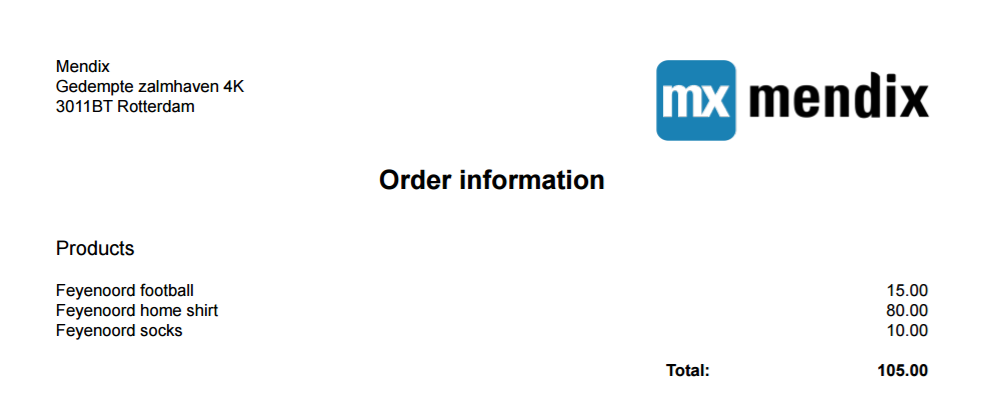 Mendix
Gedempte zalmhaven 4K
3011BT Rotterdam
mx mendix
Order information
Products
Feyenoord football 15.00
Feyenoord home shirt 80.00
Feyenoord socks 10.00
Total: 105.00